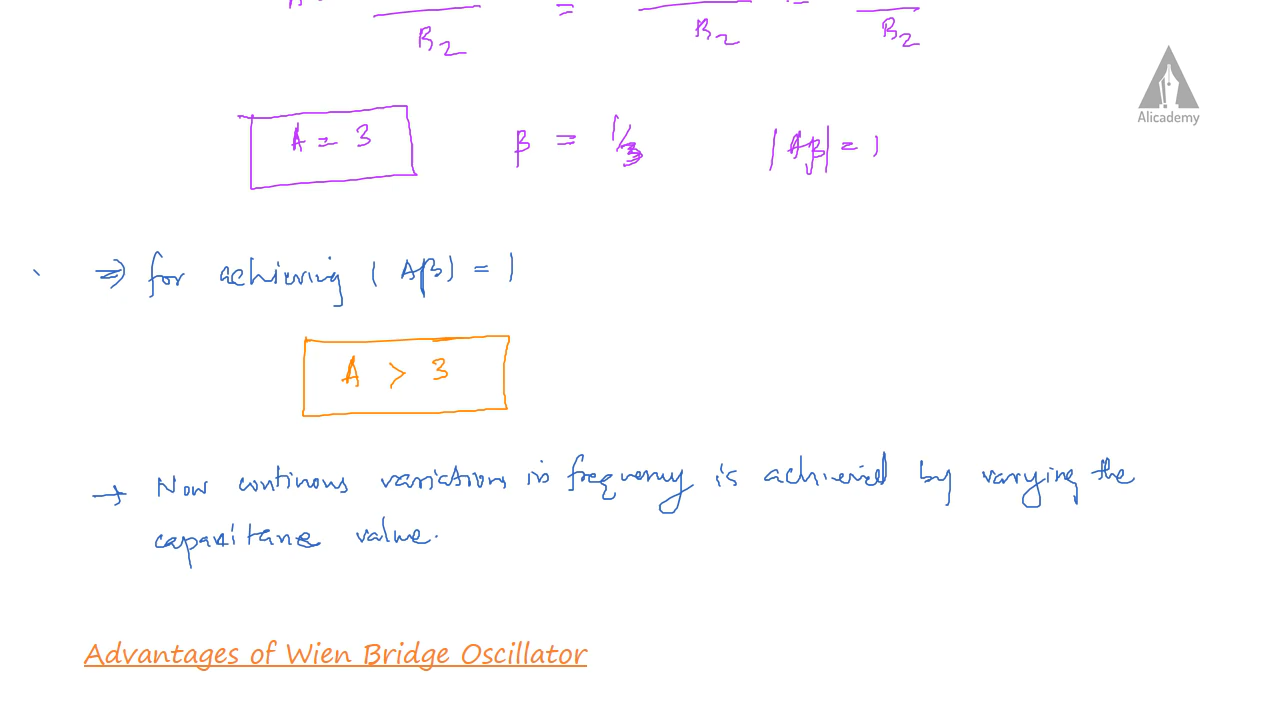 R2 = R2 = R2
A = 3 β = 1/3 |Aβ| = 1
Alicademy
⇒ for achieving |Aβ| = 1
A > 3
→ Now continous variations in frequency is achieved by varying the
capacitance value.
Advantages of Wien Bridge Oscillator